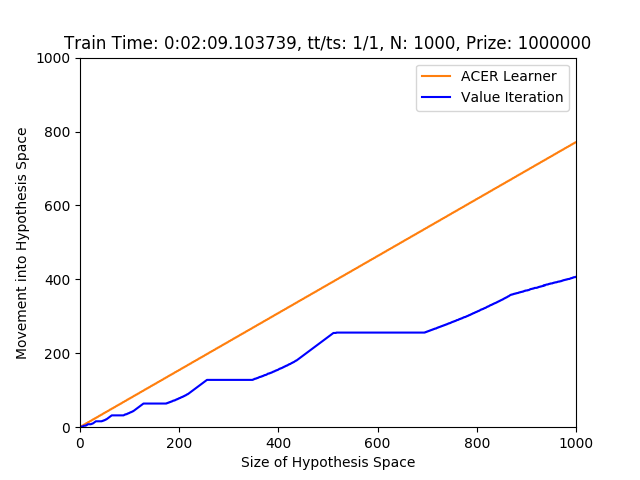 Train Time: 0:02:09.103739, tt/ts: 1/1, N: 1000, Prize: 1000000
ACER Learner
Value Iteration
Movement into Hypothesis Space
1000
800
600
400
200
0
0 200 400 600 800 1000
Size of Hypothesis Space